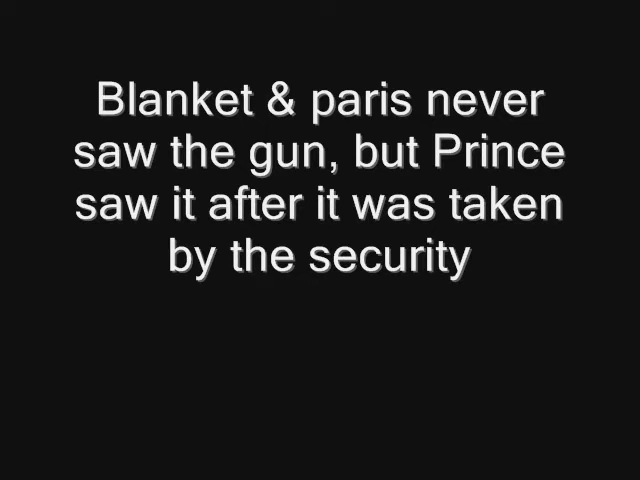 Blanket & paris never
saw the gun, but Prince
saw it after it was taken
by the security